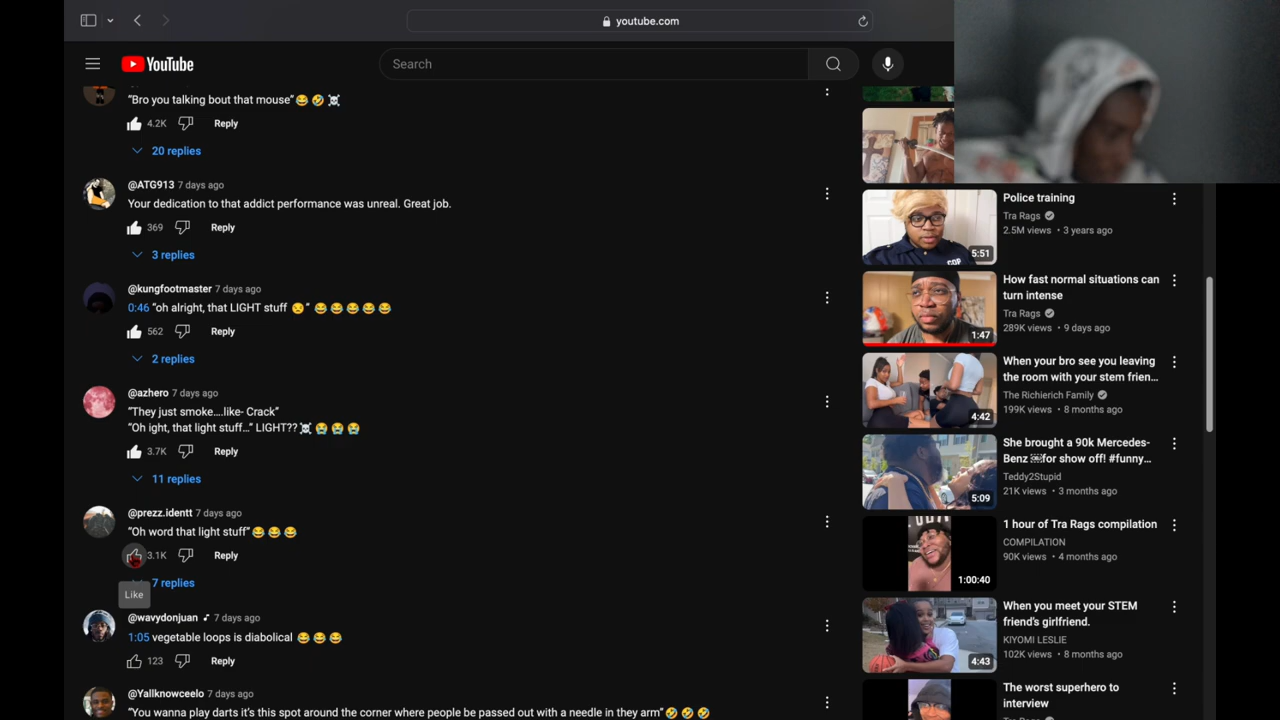 youtube.com
YouTube
Search
“Bro you talking bout that mouse”😂🤣☠️
4.2K Reply
20 replies
@ATG913 7 days ago
Your dedication to that addict performance was unreal. Great job.
369 Reply
3 replies
@kungfootmaster 7 days ago
0:46 “oh alright, that LIGHT stuff 😒” 😂😂😂😂😂
562 Reply
2 replies
@azhero 7 days ago
“They just smoke....like- Crack”
“Oh ight, that light stuff...” LIGHT??☠️😭😭😭
3.7K Reply
11 replies
@prezz.identt 7 days ago
“Oh word that light stuff”😂😂😂
3.1K Reply
7 replies
Like
@wavydonjuan 7 days ago
1:05 vegetable loops is diabolical 😂😂😂
123 Reply
@Yallknowceelo 7 days ago
“You wanna play darts it’s this spot around the corner where people be passed out with a needle in they arm”🤣🤣🤣
Police training
Tra Rags
2.5M views • 3 years ago
COP
5:51
How fast normal situations can
turn intense
Tra Rags
289K views • 9 days ago
1:47
When your bro see you leaving
the room with your stem frien...
The Richierich Family
199K views • 8 months ago
4:42
She brought a 90k Mercedes-
Benz ￼for show off! #funny...
Teddy2Stupid
21K views • 3 months ago
5:09
1 hour of Tra Rags compilation
COMPILATION
90K views • 4 months ago
1:00:40
When you meet your STEM
friend’s girlfriend.
KIYOMI LESLIE
102K views • 8 months ago
4:43
The worst superhero to
interview